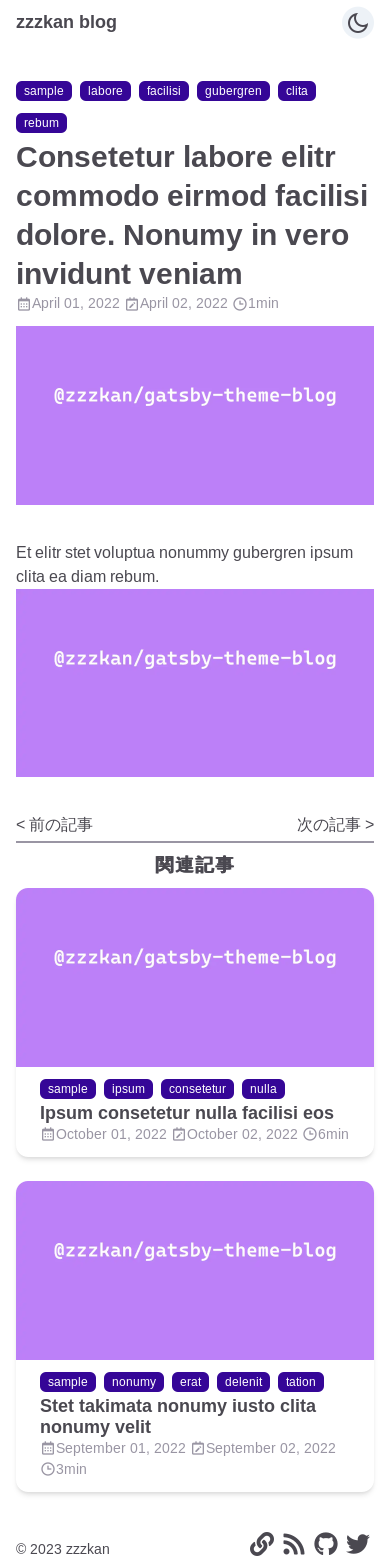 zzzkan blog
sample labore facilisi gubergren clita
rebum
Consetetur labore elitr
commodo eirmod facilisi
dolore. Nonumy in vero
invidunt veniam
April 01, 2022 April 02, 2022 1min
@zzzkan/gatsby-theme-blog
Et elitr stet voluptua nonummy gubergren ipsum
clita ea diam rebum.
@zzzkan/gatsby-theme-blog
< 前の記事 次の記事 >
関連記事
@zzzkan/gatsby-theme-blog
sample ipsum consetetur nulla
Ipsum consetetur nulla facilisi eos
October 01, 2022 October 02, 2022 6min
@zzzkan/gatsby-theme-blog
sample nonumy erat delenit tation
Stet takimata nonumy iusto clita
nonumy velit
September 01, 2022 September 02, 2022
3min
© 2023 zzzkan